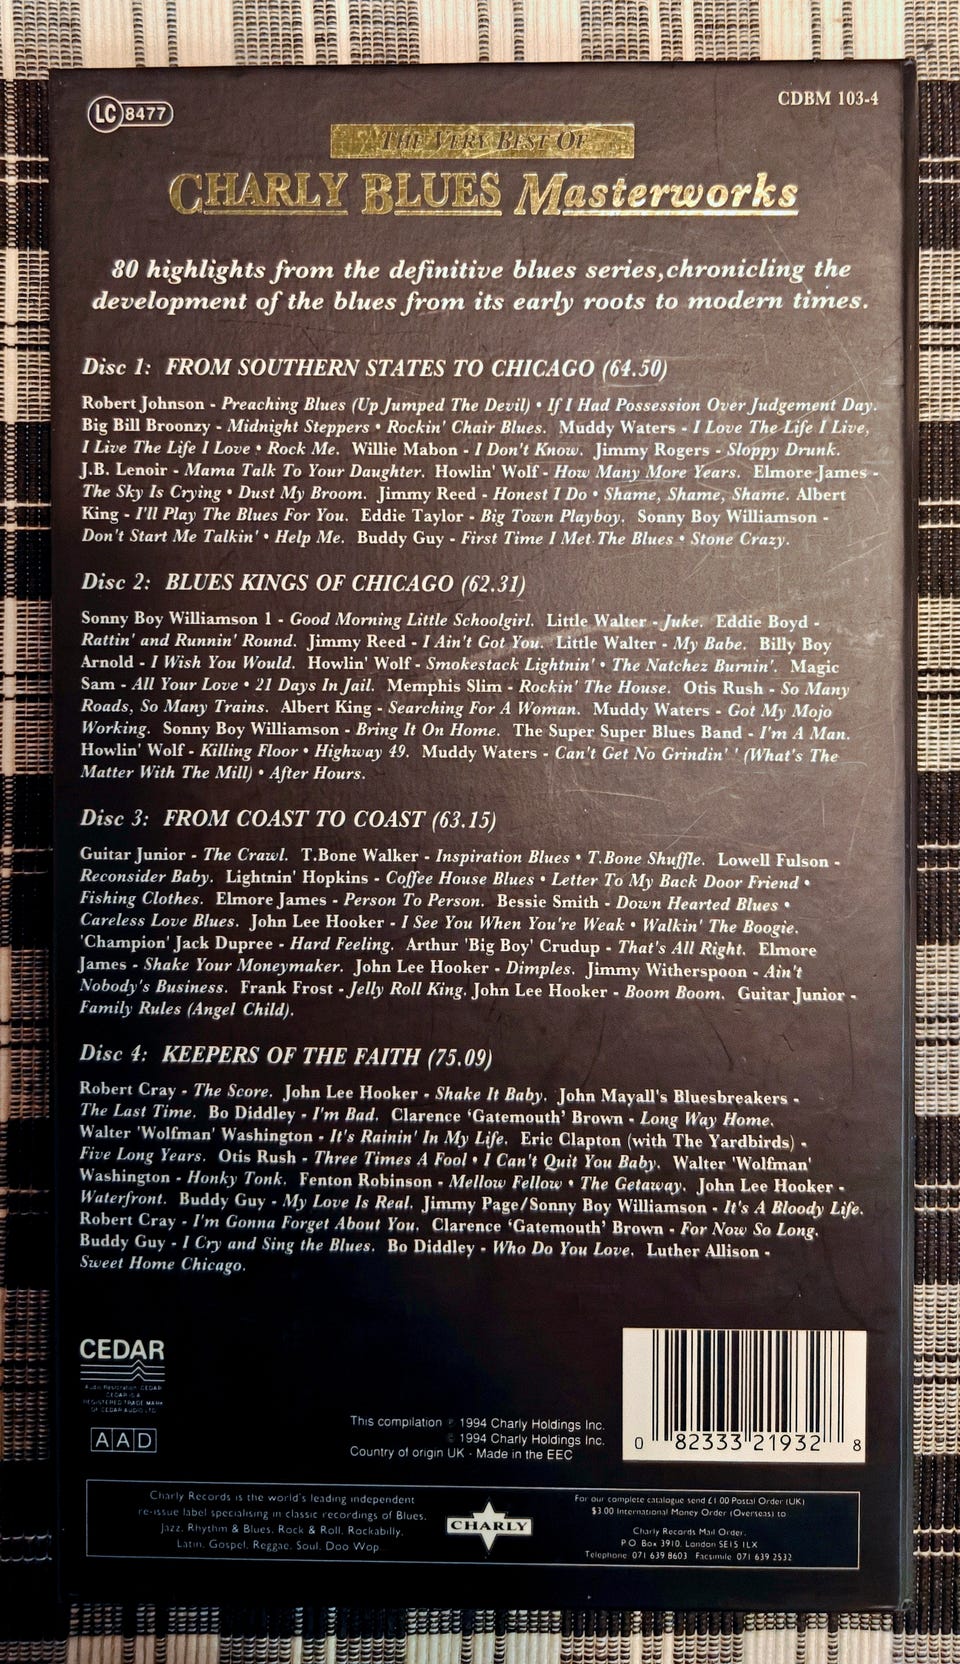 LC 8477
CDBM 103-4
THE VERY BEST OF
CHARLY BLUES Masterworks
80 highlights from the definitive blues series,chronicling the
development of the blues from its early roots to modern times.
Disc 1: FROM SOUTHERN STATES TO CHICAGO (64.50)
Robert Johnson - Preaching Blues (Up Jumped The Devil) • If I Had Possession Over Judgement Day.
Big Bill Broonzy - Midnight Steppers • Rockin' Chair Blues. Muddy Waters - I Love The Life I Live,
I Live The Life I Love • Rock Me. Willie Mabon - I Don't Know. Jimmy Rogers - Sloppy Drunk.
J.B. Lenoir - Mama Talk To Your Daughter. Howlin' Wolf - How Many More Years. Elmore James -
The Sky Is Crying • Dust My Broom. Jimmy Reed - Honest I Do • Shame, Shame, Shame. Albert
King - I'll Play The Blues For You. Eddie Taylor - Big Town Playboy. Sonny Boy Williamson -
Don't Start Me Talkin' • Help Me. Buddy Guy - First Time I Met The Blues • Stone Crazy.
Disc 2: BLUES KINGS OF CHICAGO (62.31)
Sonny Boy Williamson 1 - Good Morning Little Schoolgirl. Little Walter - Juke. Eddie Boyd -
Rattin' and Runnin' Round. Jimmy Reed - I Ain't Got You. Little Walter - My Babe. Billy Boy
Arnold - I Wish You Would. Howlin' Wolf - Smokestack Lightnin' • The Natchez Burnin'. Magic
Sam - All Your Love • 21 Days In Jail. Memphis Slim - Rockin' The House. Otis Rush - So Many
Roads, So Many Trains. Albert King - Searching For A Woman. Muddy Waters - Got My Mojo
Working. Sonny Boy Williamson - Bring It On Home. The Super Super Blues Band - I'm A Man.
Howlin' Wolf - Killing Floor • Highway 49. Muddy Waters - Can't Get No Grindin' ' (What's The
Matter With The Mill) • After Hours.
Disc 3: FROM COAST TO COAST (63.15)
Guitar Junior - The Crawl. T.Bone Walker - Inspiration Blues • T.Bone Shuffle. Lowell Fulson -
Reconsider Baby. Lightnin' Hopkins - Coffee House Blues • Letter To My Back Door Friend •
Fishing Clothes. Elmore James - Person To Person. Bessie Smith - Down Hearted Blues •
Careless Love Blues. John Lee Hooker - I See You When You're Weak • Walkin' The Boogie.
'Champion' Jack Dupree - Hard Feeling. Arthur 'Big Boy' Crudup - That's All Right. Elmore
James - Shake Your Moneymaker. John Lee Hooker - Dimples. Jimmy Witherspoon - Ain't
Nobody's Business. Frank Frost - Jelly Roll King. John Lee Hooker - Boom Boom. Guitar Junior -
Family Rules (Angel Child).
Disc 4: KEEPERS OF THE FAITH (75.09)
Robert Cray - The Score. John Lee Hooker - Shake It Baby. John Mayall's Bluesbreakers -
The Last Time. Bo Diddley - I'm Bad. Clarence ‘Gatemouth’ Brown - Long Way Home.
Walter 'Wolfman' Washington - It's Rainin' In My Life. Eric Clapton (with The Yardbirds) -
Five Long Years. Otis Rush - Three Times A Fool • I Can't Quit You Baby. Walter 'Wolfman'
Washington - Honky Tonk. Fenton Robinson - Mellow Fellow • The Getaway. John Lee Hooker -
Waterfront. Buddy Guy - My Love Is Real. Jimmy Page/Sonny Boy Williamson - It's A Bloody Life.
Robert Cray - I'm Gonna Forget About You. Clarence ‘Gatemouth’ Brown - For Now So Long.
Buddy Guy - I Cry and Sing the Blues. Bo Diddley - Who Do You Love. Luther Allison -
Sweet Home Chicago.
CEDAR
Audio Restoration CEDAR
CEDAR IS A
REGISTERED TRADE MARK
OF CEDAR AUDIO LTD
AAD
This compilation ℗ 1994 Charly Holdings Inc.
© 1994 Charly Holdings Inc.
Country of origin UK · Made in the EEC
0 82333 21932 8
Charly Records is the world's leading independent
re-issue label specialising in classic recordings of Blues,
Jazz, Rhythm & Blues, Rock & Roll, Rockabilly,
Latin, Gospel, Reggae, Soul, Doo Wop.
CHARLY
For our complete catalogue send £1.00 Postal Order (UK)
$3.00 International Money Order (Overseas) to
Charly Records Mail Order,
P O Box 3910, London SE15 1LX
Telephone 071 639 8603 Facsimile 071 639 2532